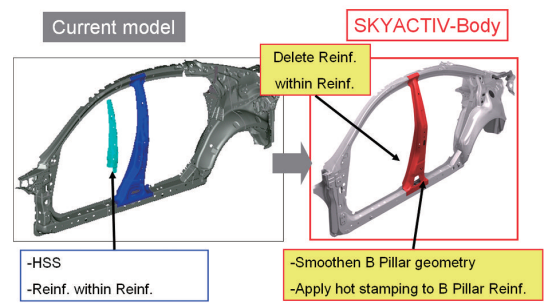 Current model
SKYACTIV-Body
Delete Reinf.
within Reinf.
-HSS
-Reinf. within Reinf.
-Smoothen B Pillar geometry
-Apply hot stamping to B Pillar Reinf.